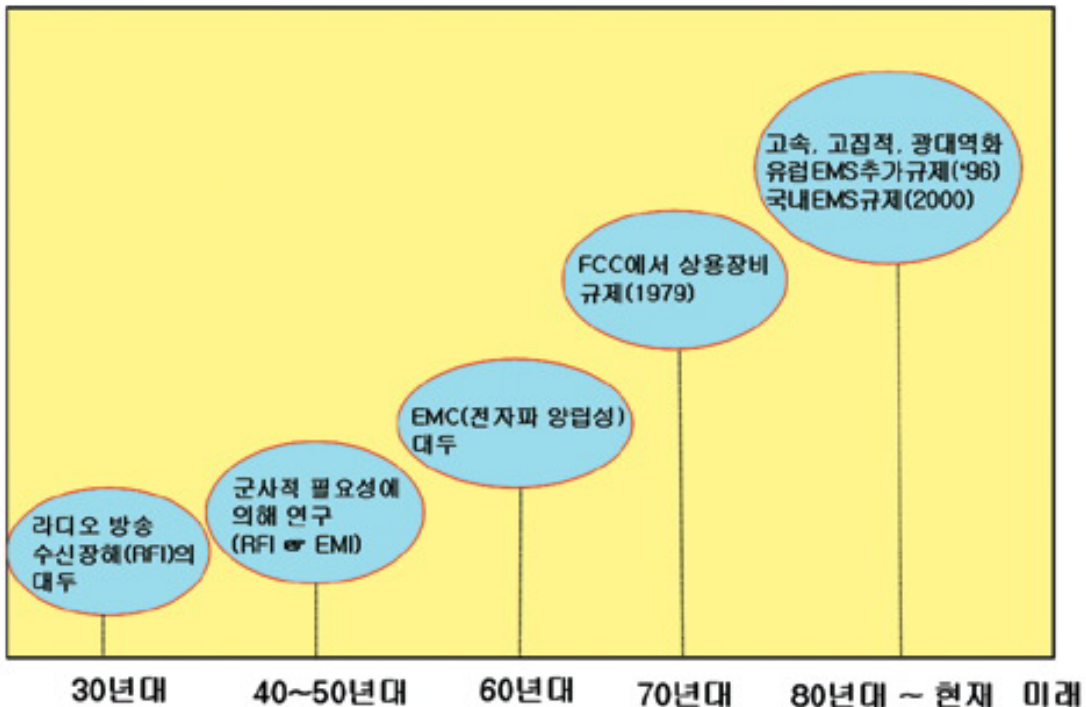 고속, 고집적, 광대역화
유럽EMS추가규제('96)
국내EMS규제(2000)
FCC에서 상용장비
규제(1979)
EMC(전자파 양립성)
대두
군사적 필요성에
의해 연구
(RFI ☞ EMI)
라디오 방송
수신장해(RFI)의
대두
30년대 40~50년대 60년대 70년대 80년대 ~ 현재 미래